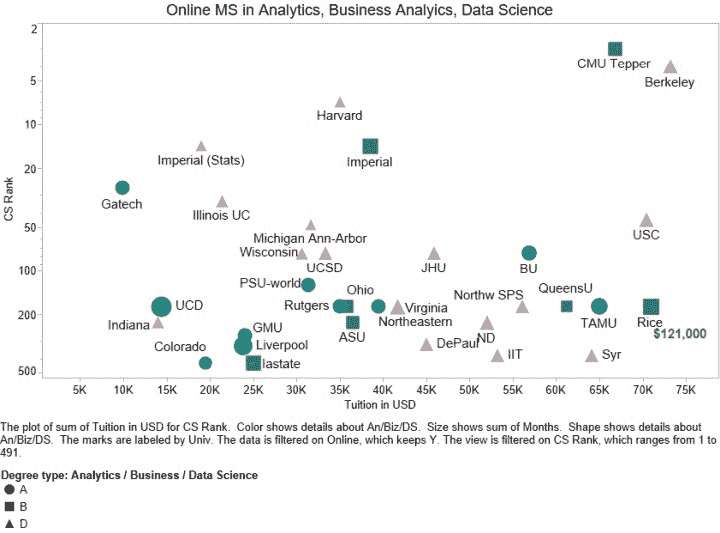 Online MS in Analytics, Business Analyics, Data Science
2
CMU Tepper
5
Berkeley
Harvard
10
Imperial (Stats)
Imperial
20
CS Rank
Gatech
Illinois UC
50
USC
Michigan Ann-Arbor
Wisconsin
UCSD
JHU
BU
100
PSU-world
Ohio
Northw SPS
QueensU
UCD
Rutgers
Virginia
200
Indiana
Northeastern
TAMU
Rice
GMU
ASU
ND
$121,000
Colorado
Liverpool
DePaul
Iastate
IIT
Syr
500
5K 10K 15K 20K 25K 30K 35K 40K 45K 50K 55K 60K 65K 70K 75K
Tuition in USD
The plot of sum of Tuition in USD for CS Rank. Color shows details about An/Biz/DS. Size shows sum of Months. Shape shows details about
An/Biz/DS. The marks are labeled by Univ. The data is filtered on Online, which keeps Y. The view is filtered on CS Rank, which ranges from 1 to
491.
Degree type: Analytics / Business / Data Science
A
B
D